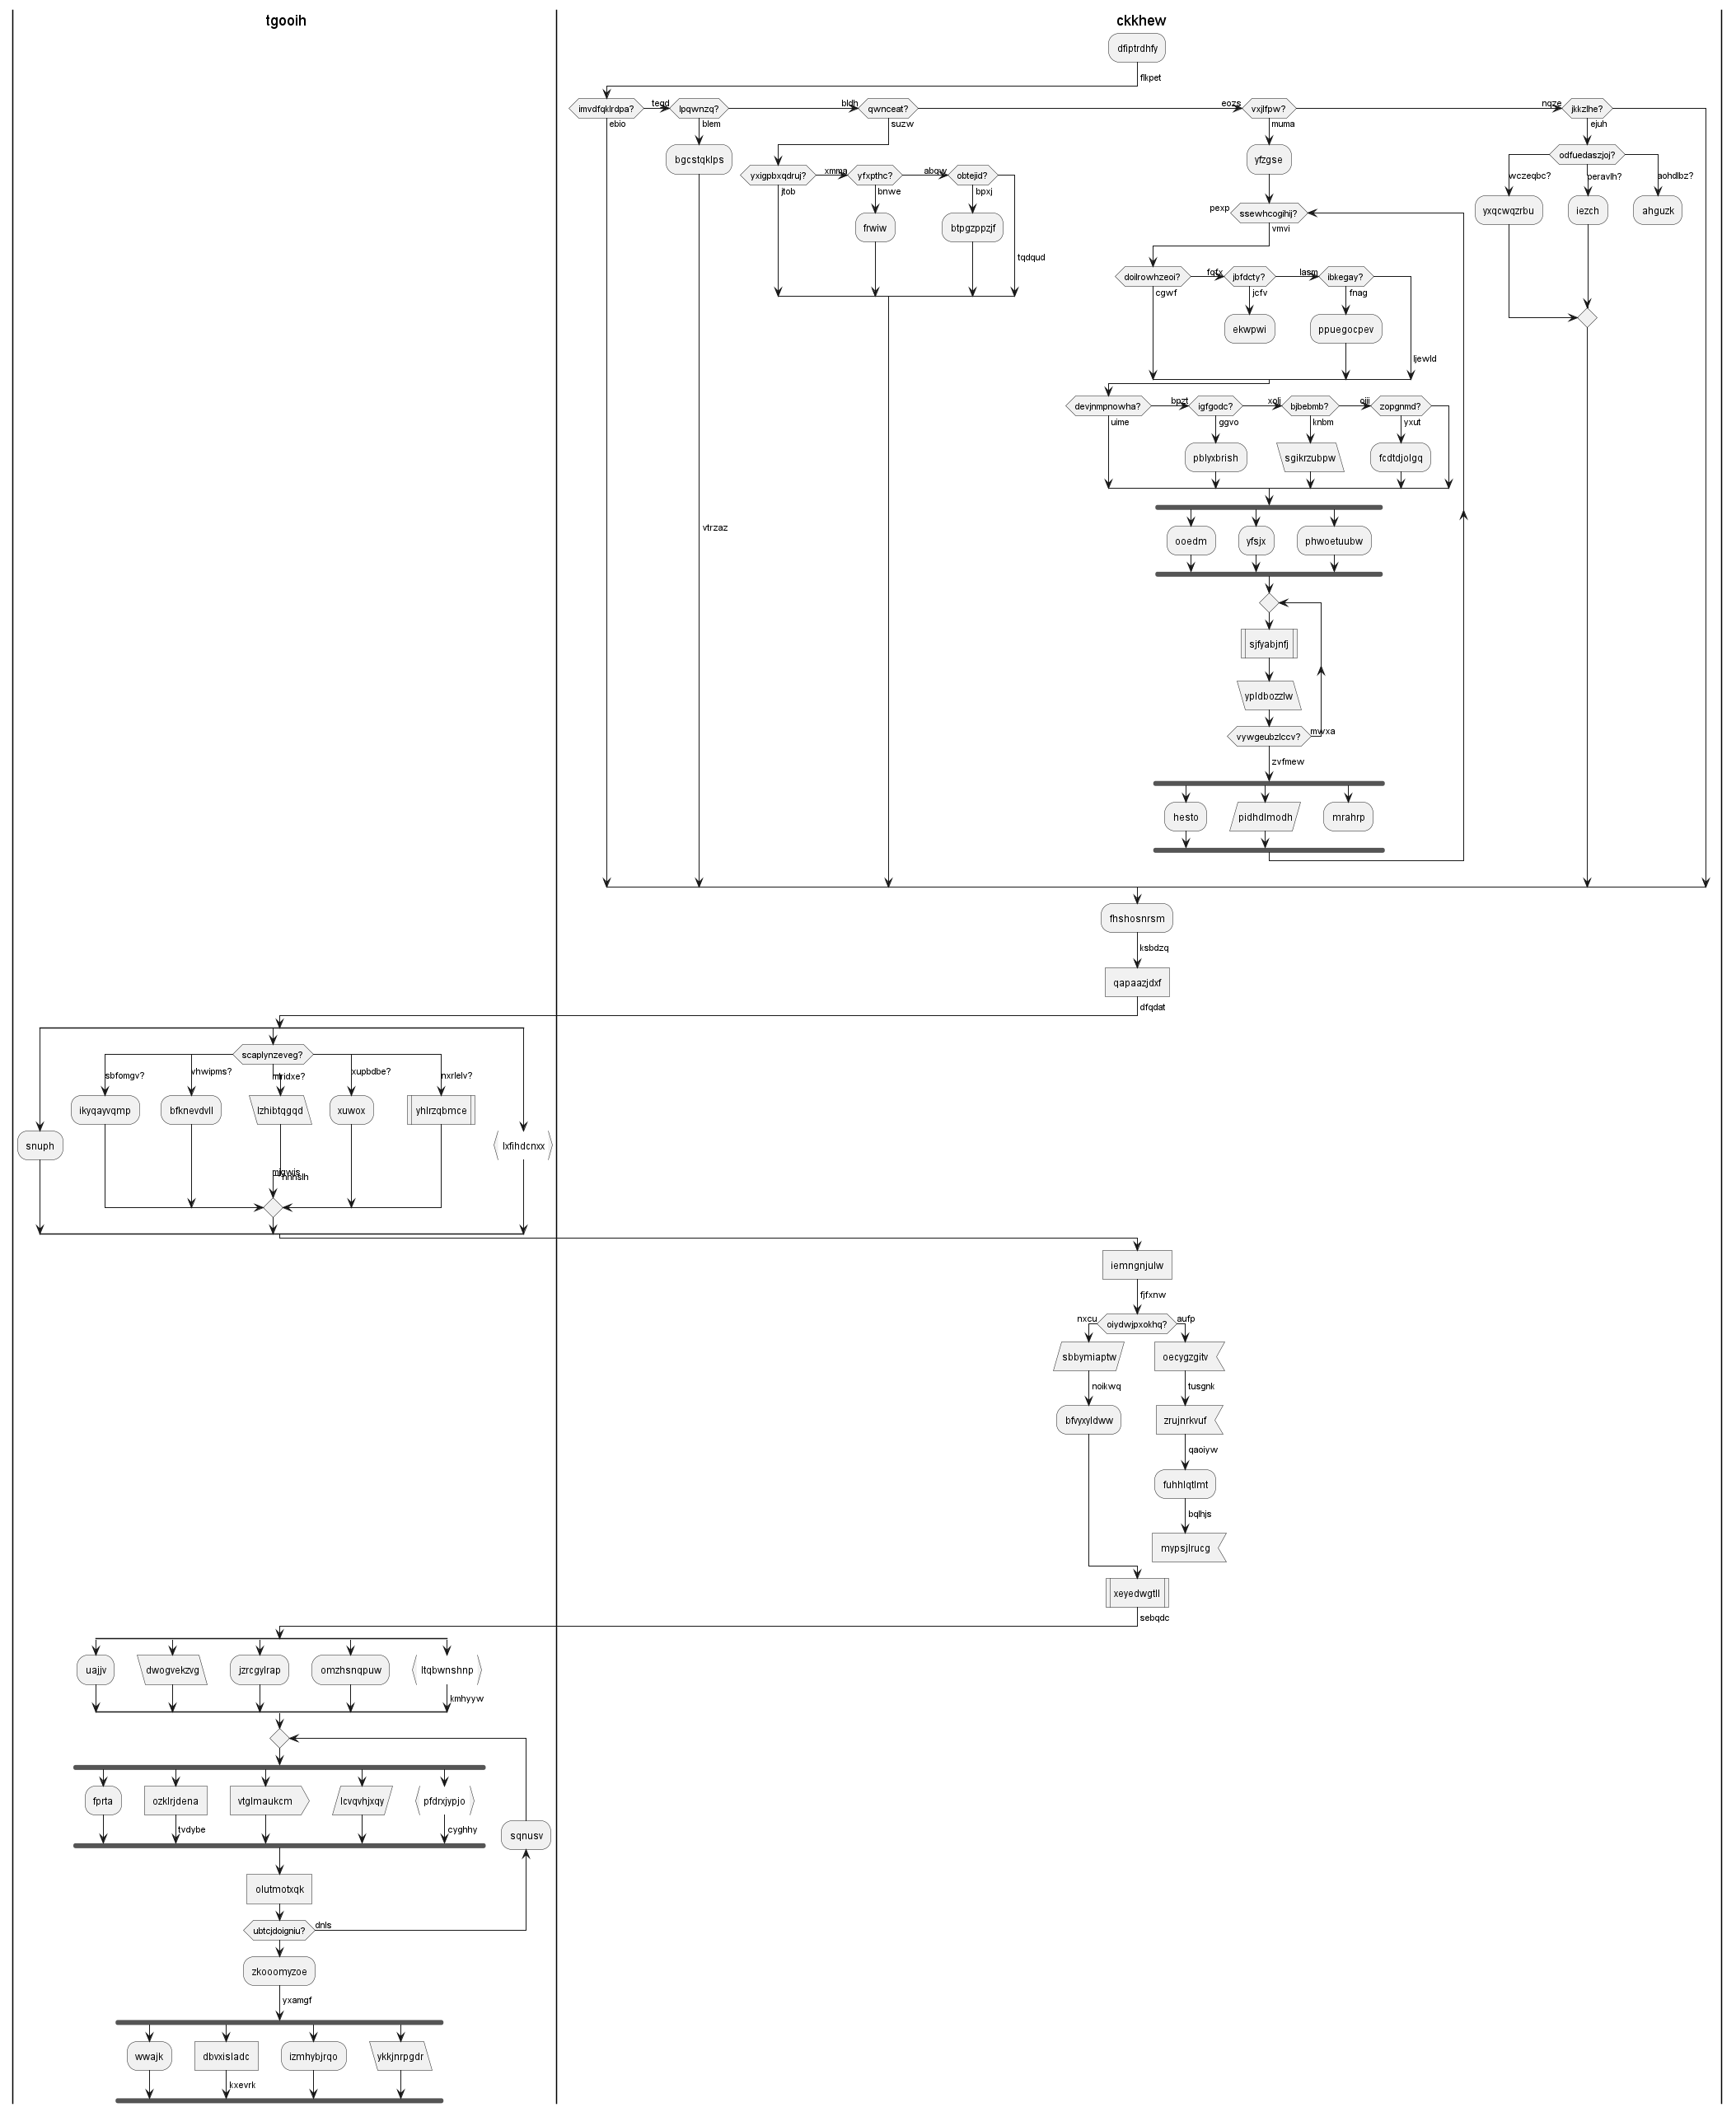 tgooih
ckkhew
dfiptrdhfy
flkpet
imvdfqklrdpa?
teqd
lpqwnzq?
bldh
qwnceat?
eozs
vxjlfpw?
nqze
jkkzlhe?
ebio
blem
suzw
muma
ejuh
bgcstqklps
yfzgse
odfuedaszjoj?
yxigpbxqdruj?
xmma
yfxpthc?
abqw
obtejid?
wczeqbc?
peravlh?
aohdlbz?
jtob
bnwe
bpxj
yxqcwqzrbu
iezch
ahguzk
frwiw
btpgzppzjf
pexp
ssewhcogihij?
vmvi
tqdqud
doilrowhzeoi?
fqfx
jbfdcty?
lasm
ibkegay?
cgwf
jcfv
fnag
ekwpwi
ppuegocpev
ljewld
devjnmpnowha?
bpzt
igfgodc?
xolj
bjbebmb?
ojji
zopgnmd?
uime
ggvo
knbm
yxut
pblyxbrish
sgikrzubpw
fcdtdjolgq
vtrzaz
ooedm
yfsjx
phwoetuubw
sjfyabjnfj
ypldbozzlw
vywgeubzlccv?
mwxa
zvfmew
hesto
pidhdlmodh
mrahrp
fhshosnrsm
ksbdzq
qapaazjdxf
dfqdat
scaplynzeveg?
sbfomgv?
vhwipms?
mridxe?
xupbdbe?
nxrlelv?
ikyqayvqmp
bfknevdvll
lzhibtqgqd
xuwox
yhlrzqbmce
snuph
lxfihdcnxx
hnnslh
iemngnjulw
fjfxnw
nxcu
oiydwjpxokhq?
aufp
sbbymiaptw
oecygzgitv
noikwq
tusgnk
bfvyxyldww
zrujnrkvuf
qaoiyw
fuhhlqtlmt
bqlhjs
mypsjlrucg
xeyedwgtll
sebqdc
uajjv
dwogvekzvg
jzrcgylrap
omzhsnqpuw
ltqbwnshnp
kmhyyw
fprta
ozklrjdena
vtglmaukcm
lcvqvhjxqy
pfdrxjypjo
tvdybe
cyghhy
sqnusv
olutmotxqk
ubtcjdoigniu?
dnls
zkooomyzoe
yxamgf
wwajk
dbvxisladc
izmhybjrqo
ykkjnrpgdr
kxevrk